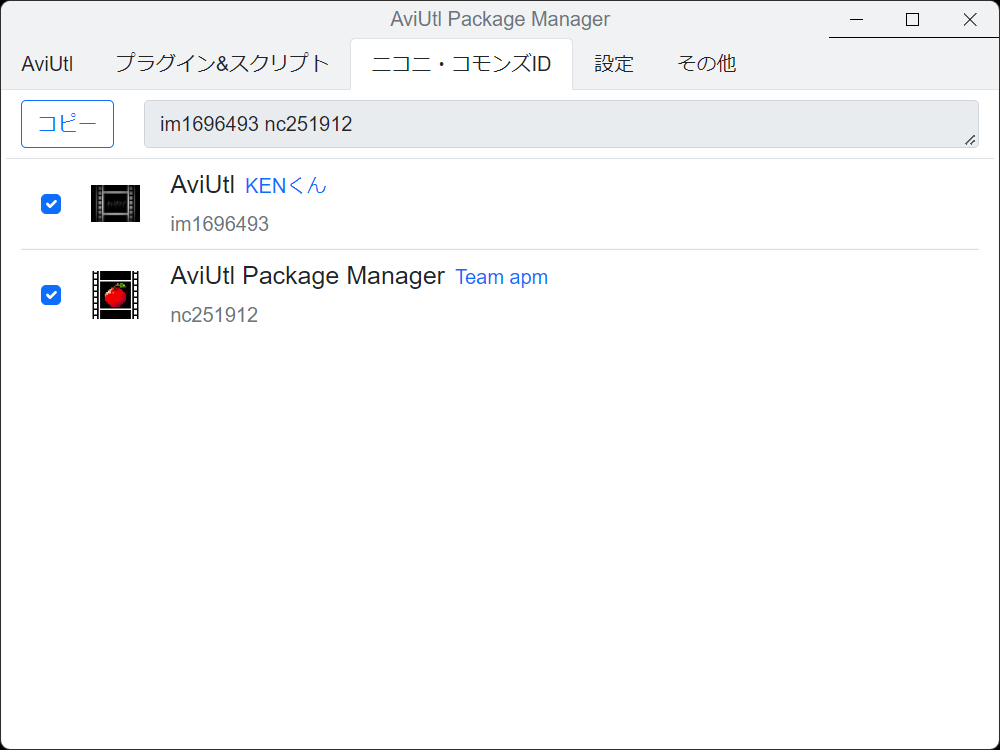 AviUtl Package Manager
AviUtl プラグイン&スクリプト ニコニ・コモンズID 設定 その他
コピー im1696493 nc251912
AviUtl KENくん
im1696493
AviUtl Package Manager Team apm
nc251912